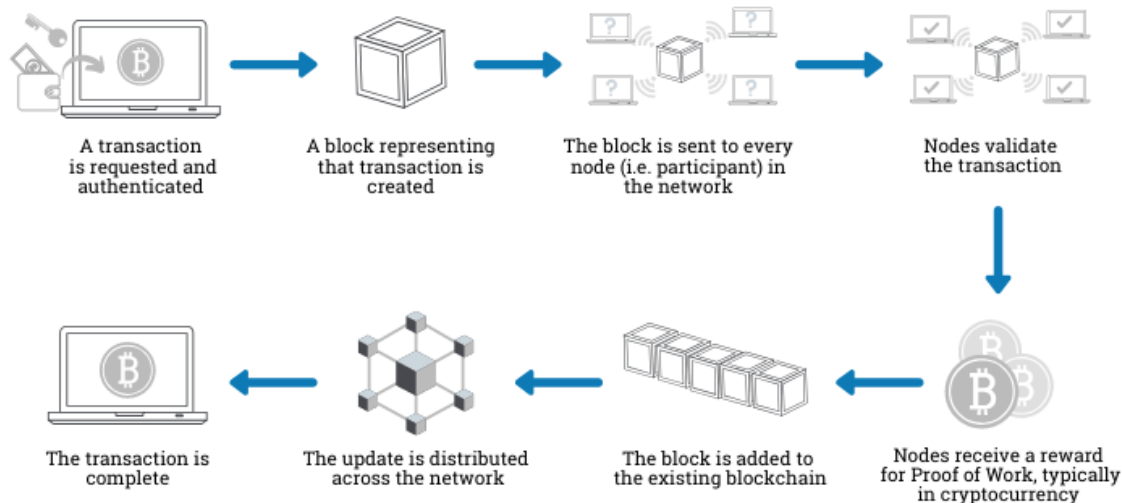 A transaction
is requested and
authenticated
A block representing
that transaction is
created
The block is sent to every
node (i.e. participant) in
the network
Nodes validate
the transaction
The transaction is
complete
The update is distributed
across the network
The block is added to
the existing blockchain
Nodes receive a reward
for Proof of Work, typically
in cryptocurrency